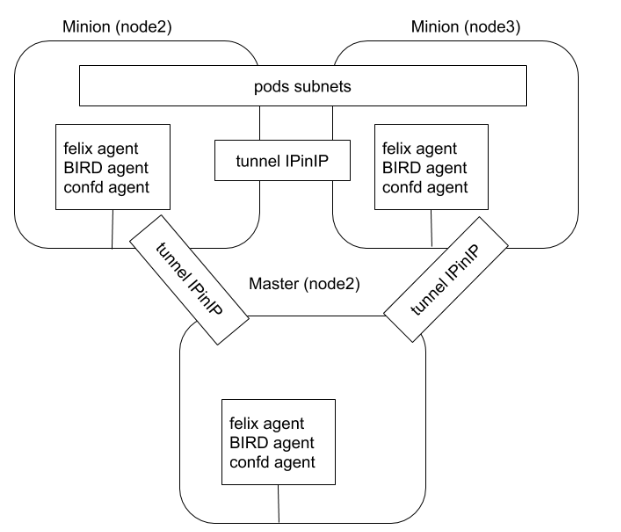 Minion (node2)
Minion (node3)
pods subnets
felix agent
BIRD agent
confd agent
tunnel IPinIP
felix agent
BIRD agent
confd agent
tunnel IPinIP
Master (node2)
tunnel IPinIP
felix agent
BIRD agent
confd agent